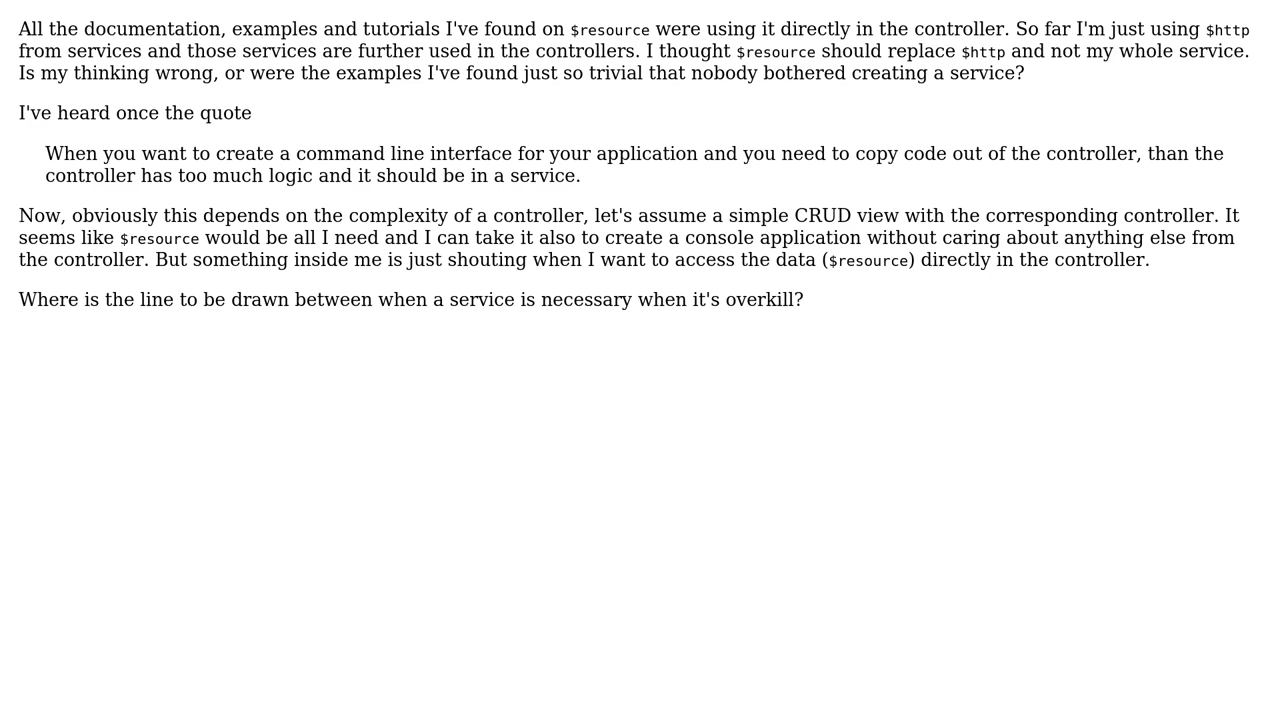 All the documentation, examples and tutorials I've found on $resource were using it directly in the controller. So far I'm just using $http
from services and those services are further used in the controllers. I thought $resource should replace $http and not my whole service.
Is my thinking wrong, or were the examples I've found just so trivial that nobody bothered creating a service?
I've heard once the quote
When you want to create a command line interface for your application and you need to copy code out of the controller, than the
controller has too much logic and it should be in a service.
Now, obviously this depends on the complexity of a controller, let's assume a simple CRUD view with the corresponding controller. It
seems like $resource would be all I need and I can take it also to create a console application without caring about anything else from
the controller. But something inside me is just shouting when I want to access the data ($resource) directly in the controller.
Where is the line to be drawn between when a service is necessary when it's overkill?